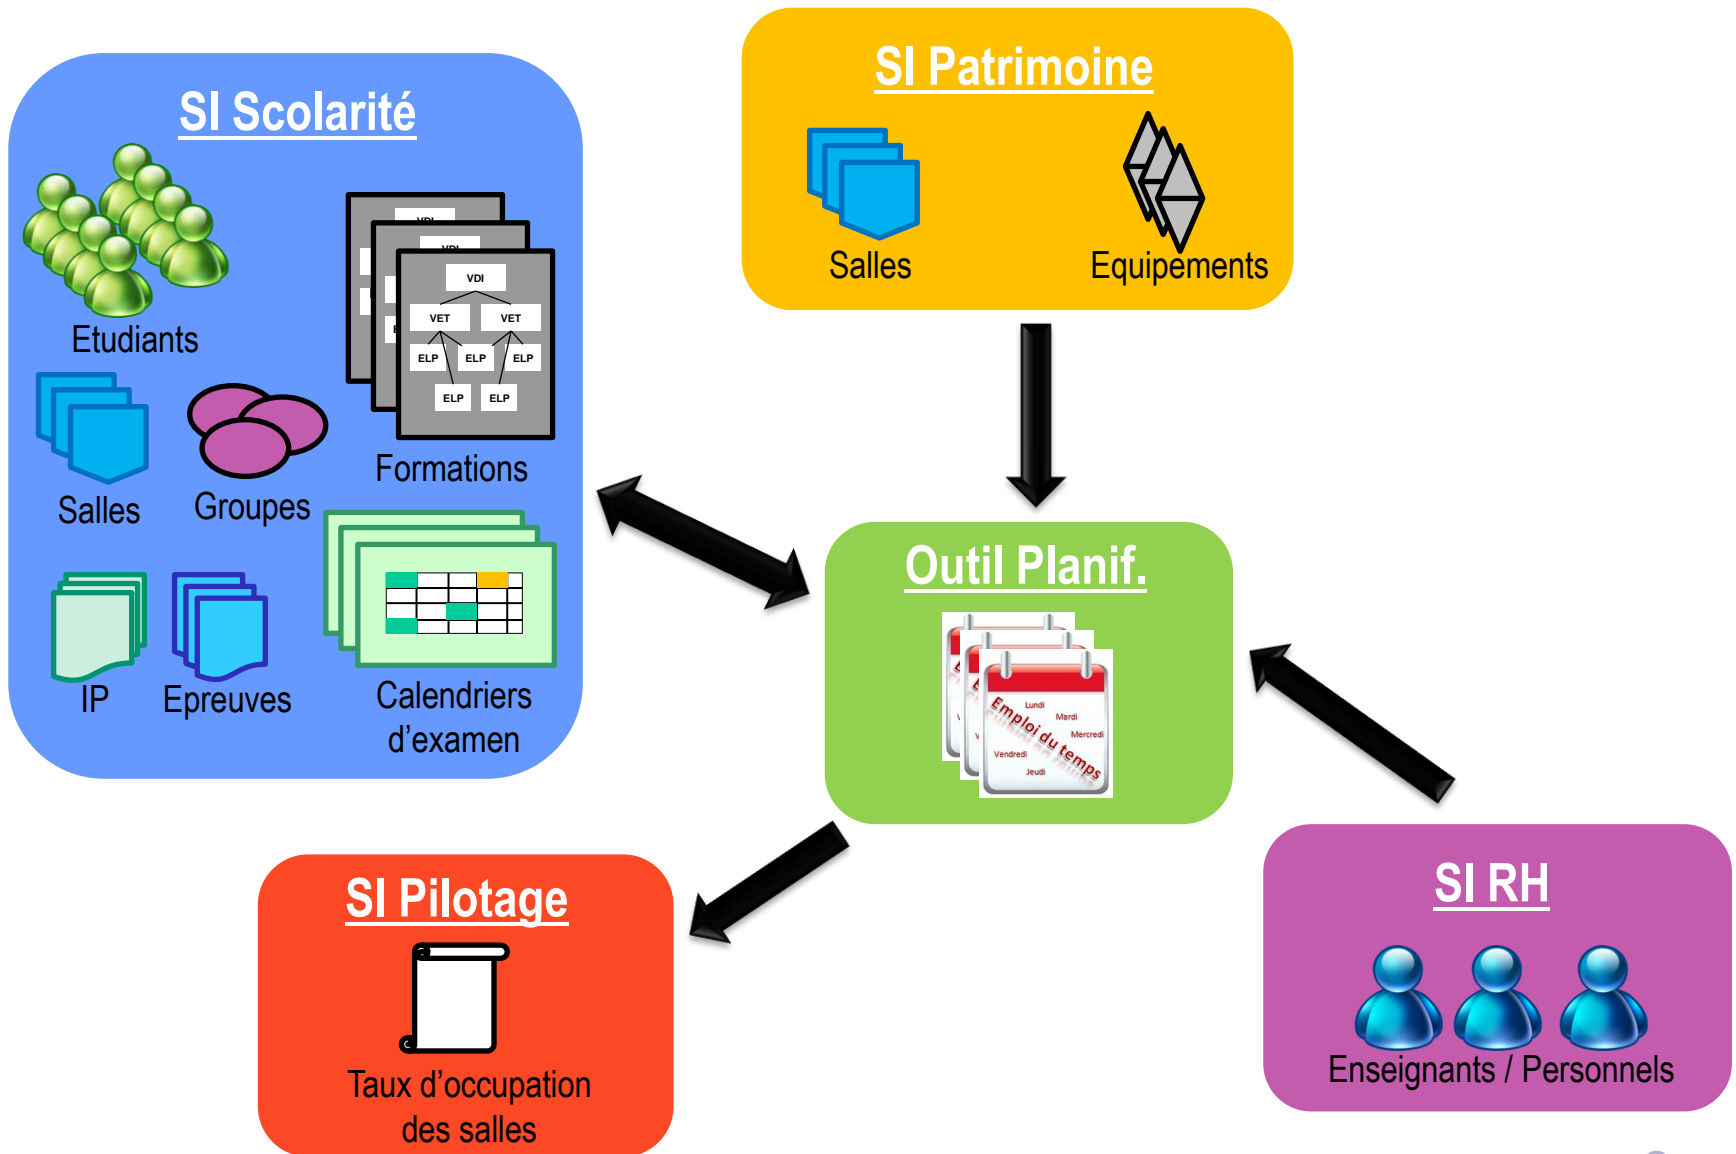 SI Scolarité
Etudiants
VDI
VDI
VDI
VET
VET
ELP
ELP
ELP
ELP
ELP
Formations
Salles
Groupes
IP
Epreuves
Calendriers
d’examen
SI Patrimoine
Salles
Equipements
Outil Planif.
Emploi du temps
Lundi
Mardi
Mercredi
Vendredi
Jeudi
SI Pilotage
Taux d’occupation
des salles
SI RH
Enseignants / Personnels